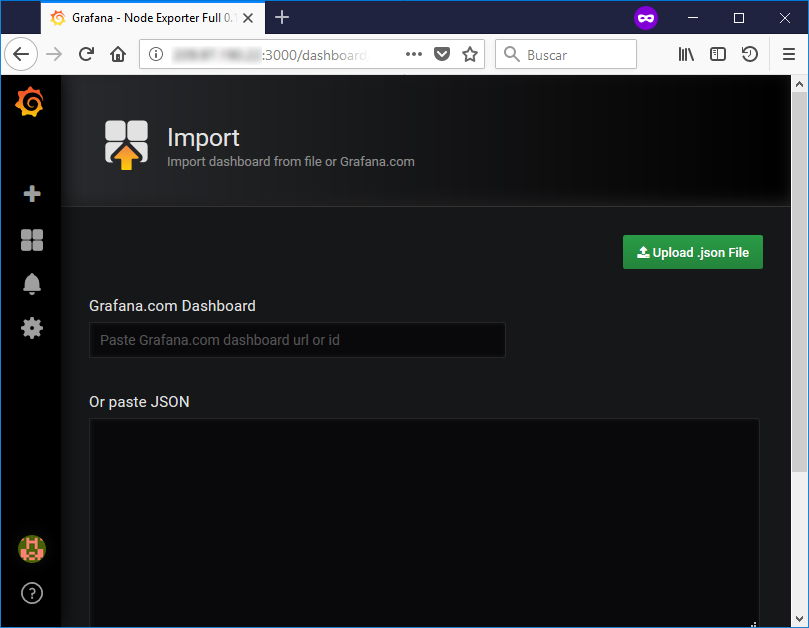 Grafana - Node Exporter Full 0.
:3000/dashboard
Buscar
Import
Import dashboard from file or Grafana.com
Upload .json File
Grafana.com Dashboard
Paste Grafana.com dashboard url or id
Or paste JSON